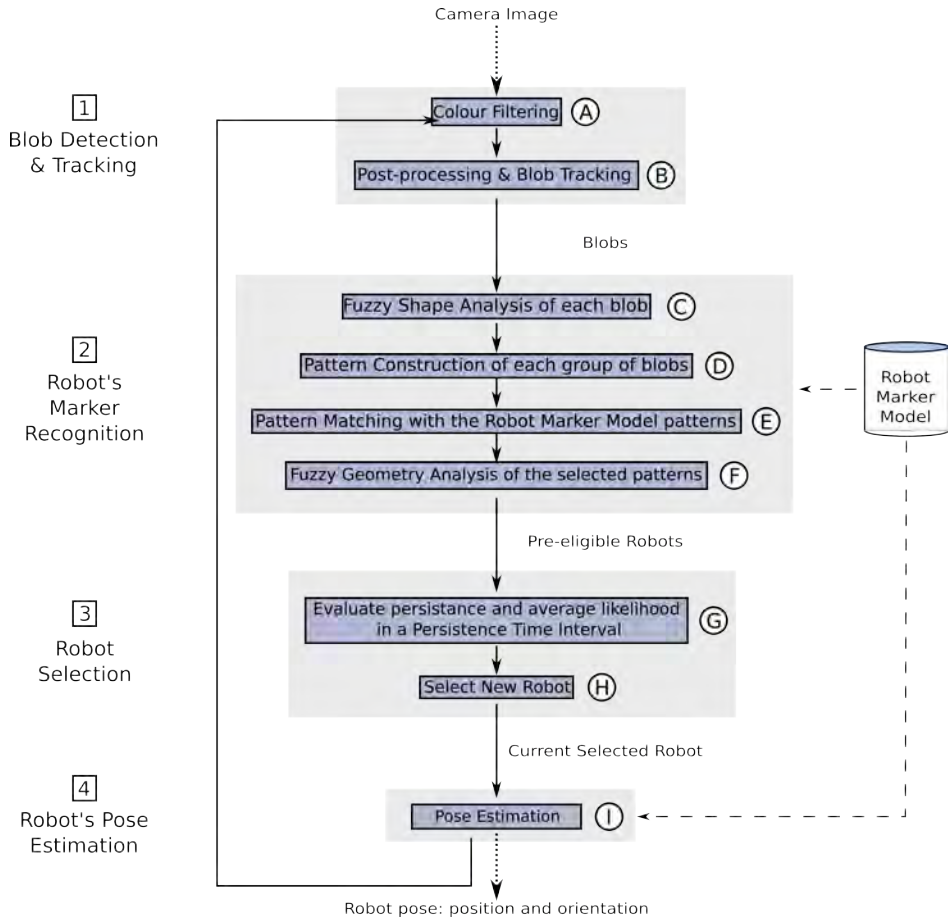 Camera Image
1
Blob Detection
& Tracking
Colour Filtering
A
Post-processing & Blob Tracking
B
Blobs
2
Robot's
Marker
Recognition
Fuzzy Shape Analysis of each blob
C
Pattern Construction of each group of blobs
D
Pattern Matching with the Robot Marker Model patterns
E
Fuzzy Geometry Analysis of the selected patterns
F
Robot
Marker
Model
Pre-eligible Robots
3
Robot
Selection
Evaluate persistance and average likelihood
in a Persistence Time Interval
G
Select New Robot
H
Current Selected Robot
4
Robot's Pose
Estimation
Pose Estimation
I
Robot pose: position and orientation